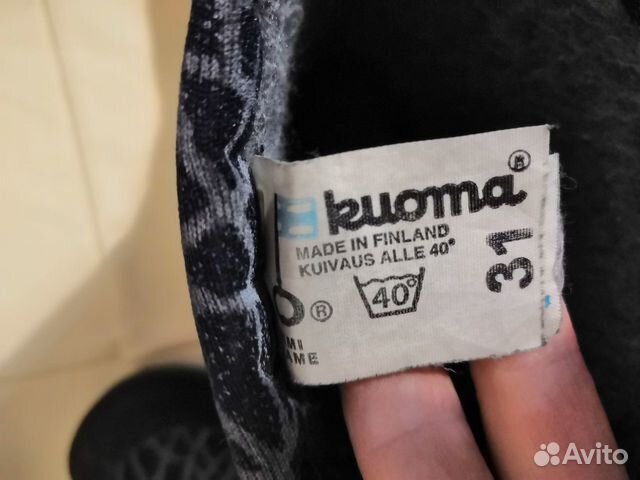 kuoma®
MADE IN FINLAND
KUIVAUS ALLE 40°
40°
®
31
Avito